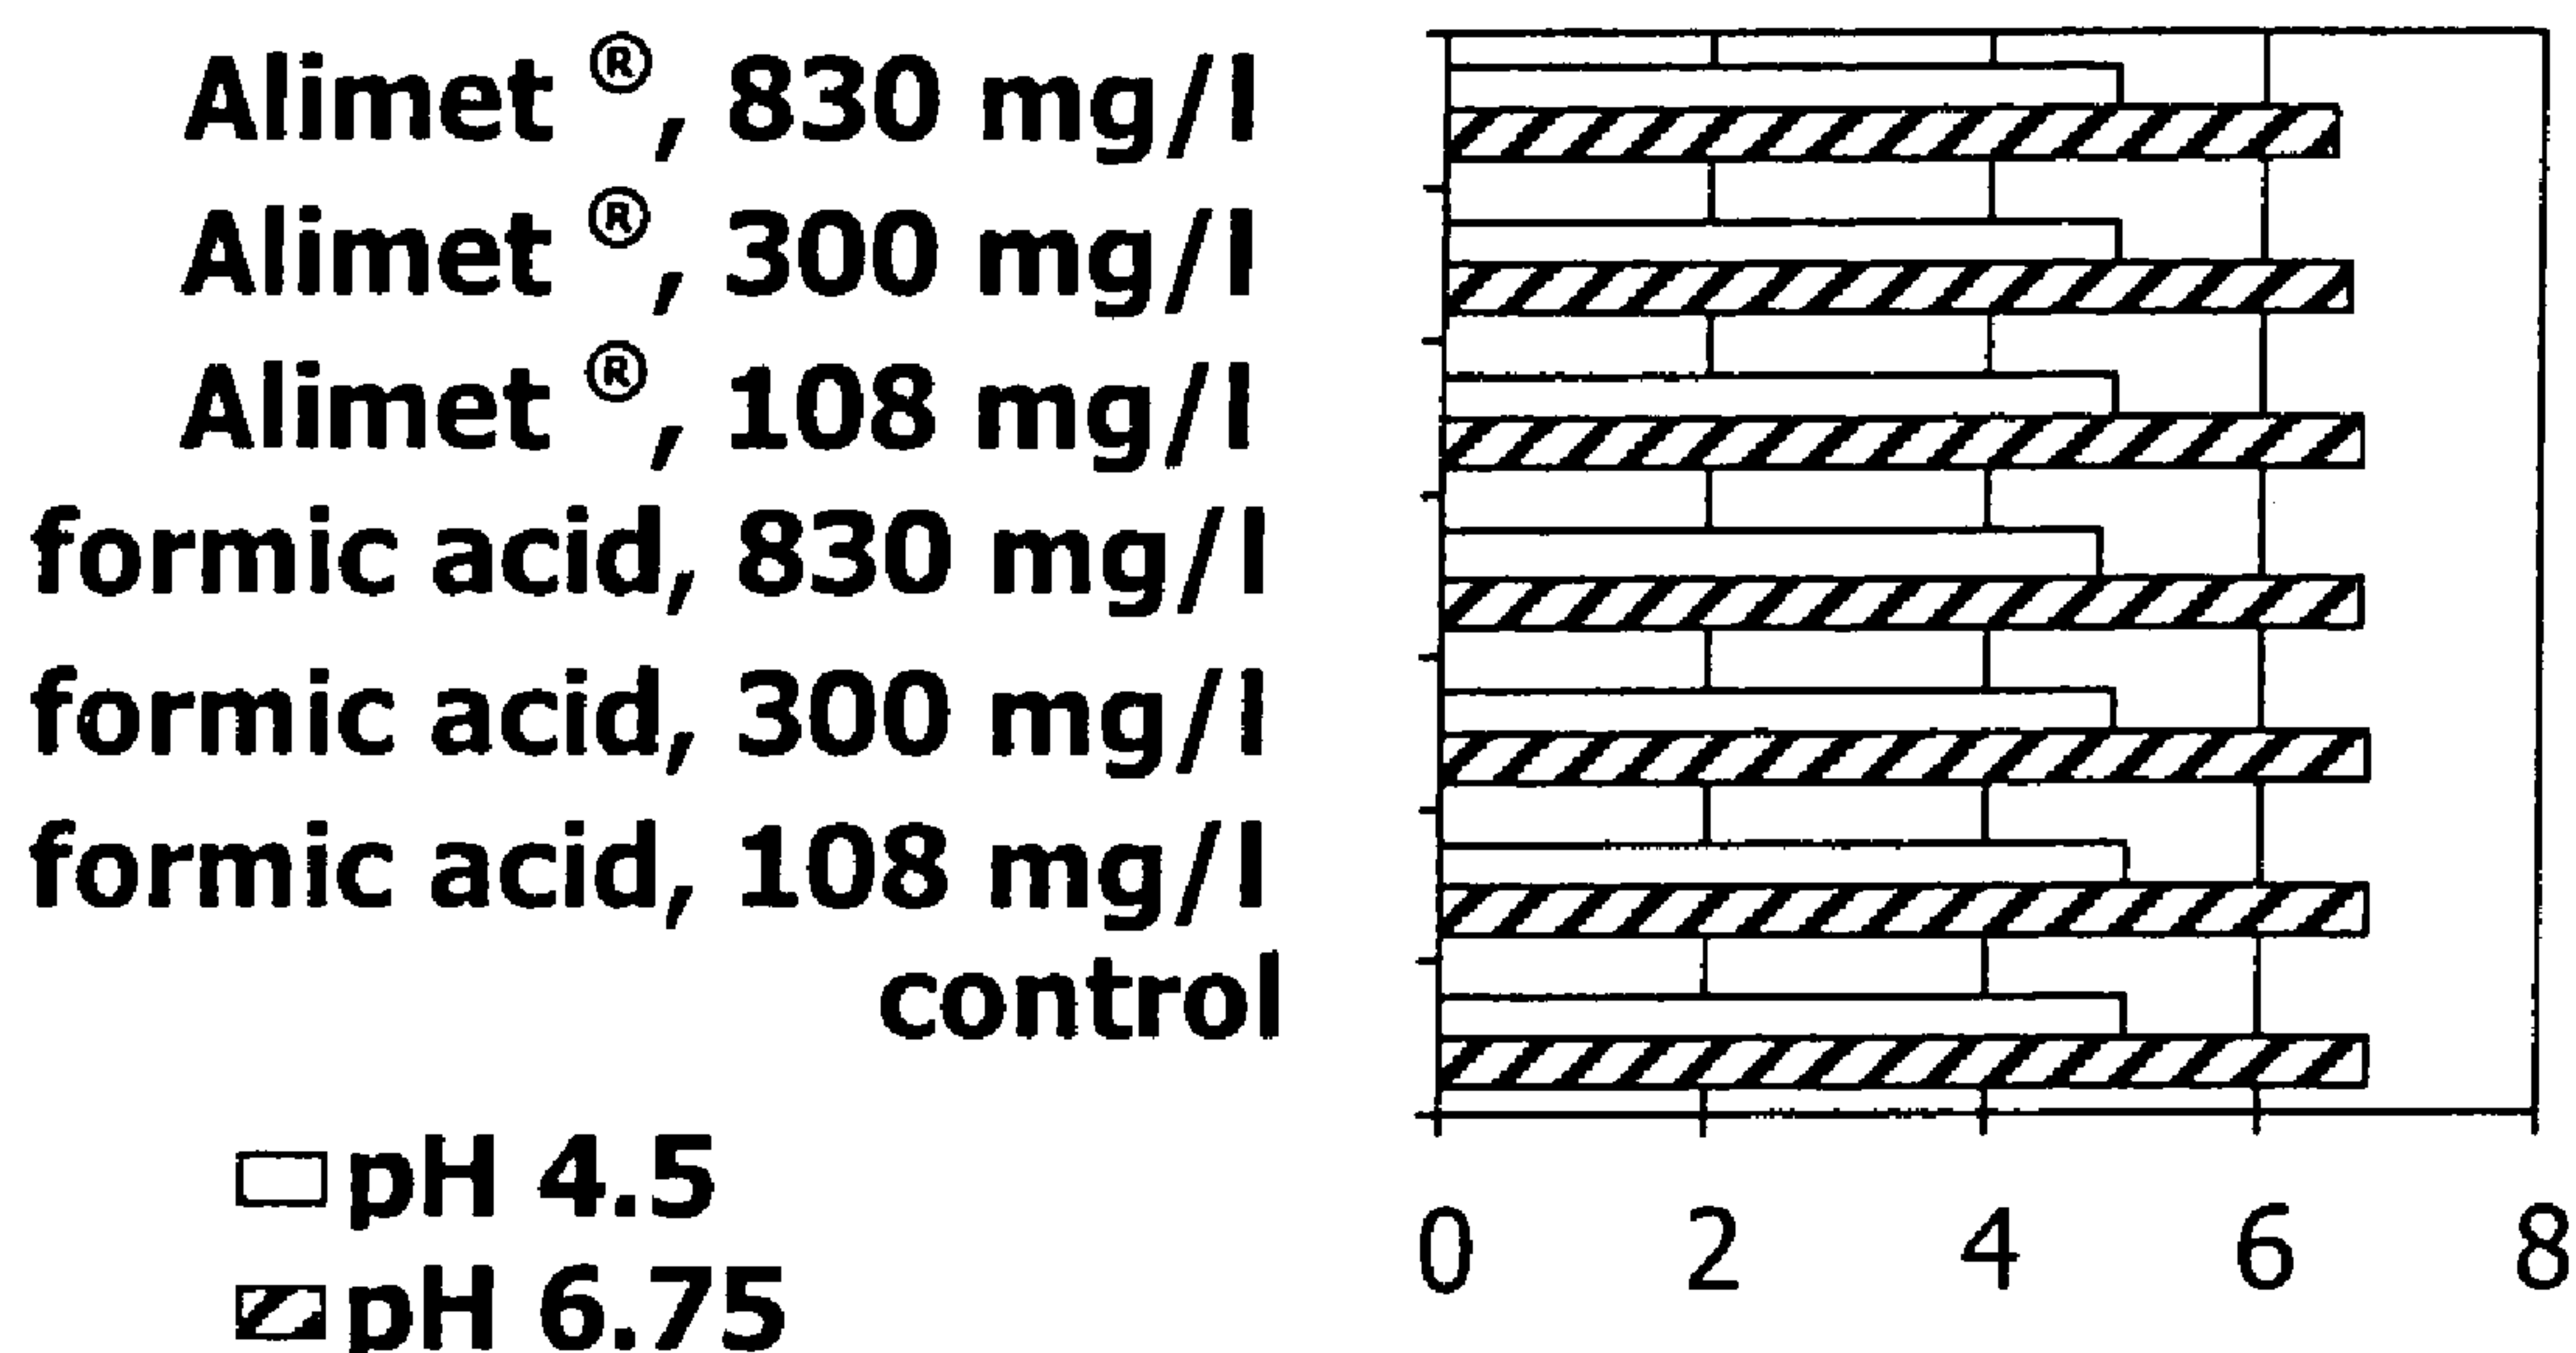 Alimet ®, 830 mg/l
Alimet ®, 300 mg/l
Alimet ®, 108 mg/l
formic acid, 830 mg/l
formic acid, 300 mg/l
formic acid, 108 mg/l
control
pH 4.5
pH 6.75
0 2 4 6 8